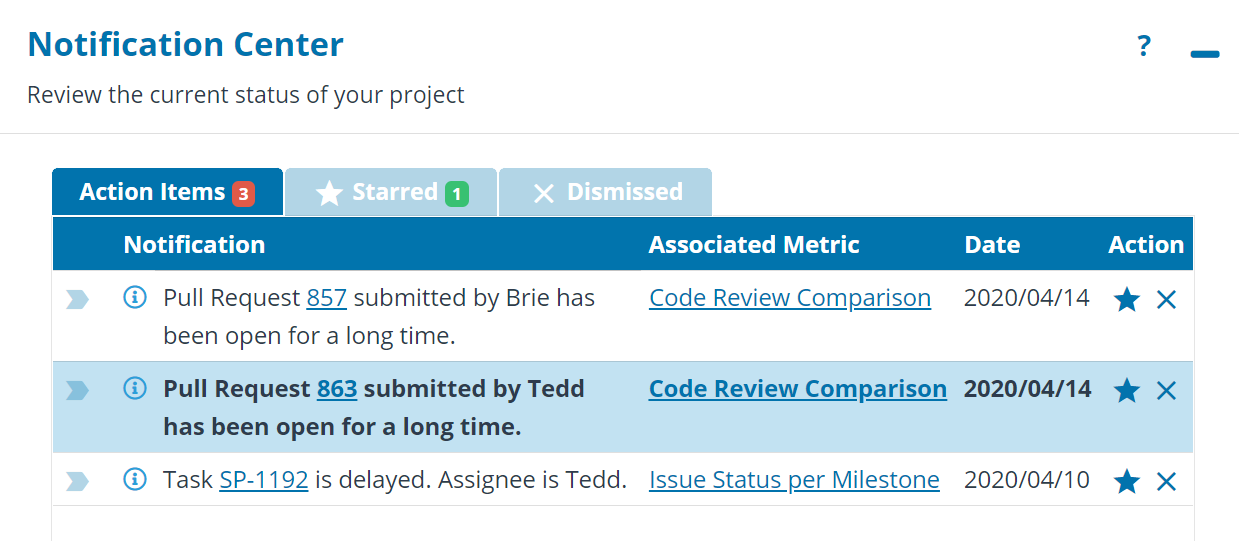 Notification Center
?
Review the current status of your project
Action Items 3 Starred 1 Dismissed
Notification Associated Metric Date Action
Pull Request 857 submitted by Brie has Code Review Comparison 2020/04/14
been open for a long time.
Pull Request 863 submitted by Tedd Code Review Comparison 2020/04/14
has been open for a long time.
Task SP-1192 is delayed. Assignee is Tedd. Issue Status per Milestone 2020/04/10